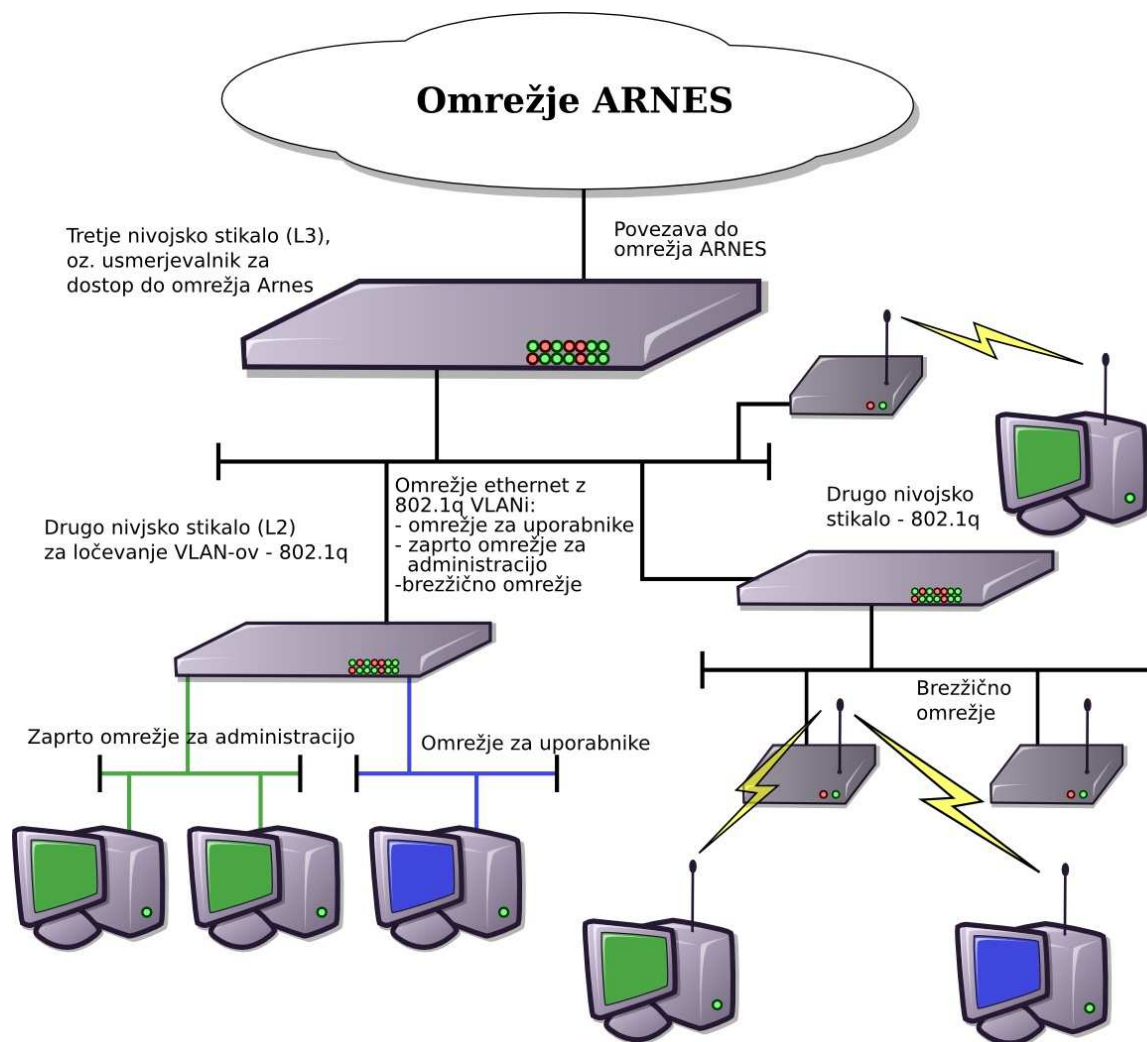 Omrežje ARNES
Tretje nivojsko stikalo (L3),
oz. usmerjevalnik za
dostop do omrežja Arnes
Povezava do
omrežja ARNES
Omrežje ethernet z
802.1q VLANi:
- omrežje za uporabnike
- zaprto omrežje za
administracijo
-brezžično omrežje
Drugo nivojsko
stikalo - 802.1q
Drugo nivjsko stikalo (L2)
za ločevanje VLAN-ov - 802.1q
Brezžično
omrežje
Zaprto omrežje za administracijo
Omrežje za uporabnike